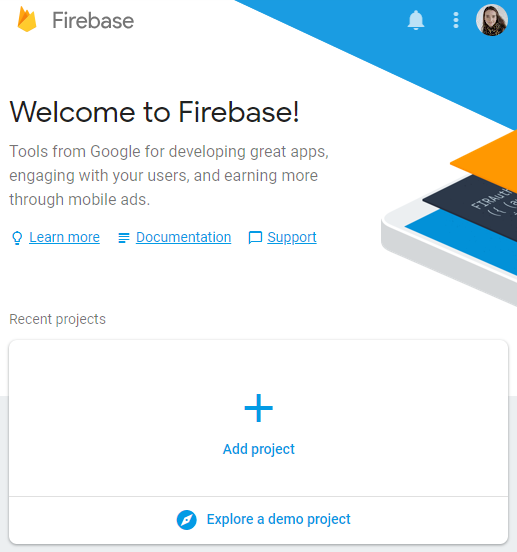 Firebase
Welcome to Firebase!
Tools from Google for developing great apps,
engaging with your users, and earning more
through mobile ads.
Learn more Documentation Support
FIRAuth
Recent projects
Add project
Explore a demo project